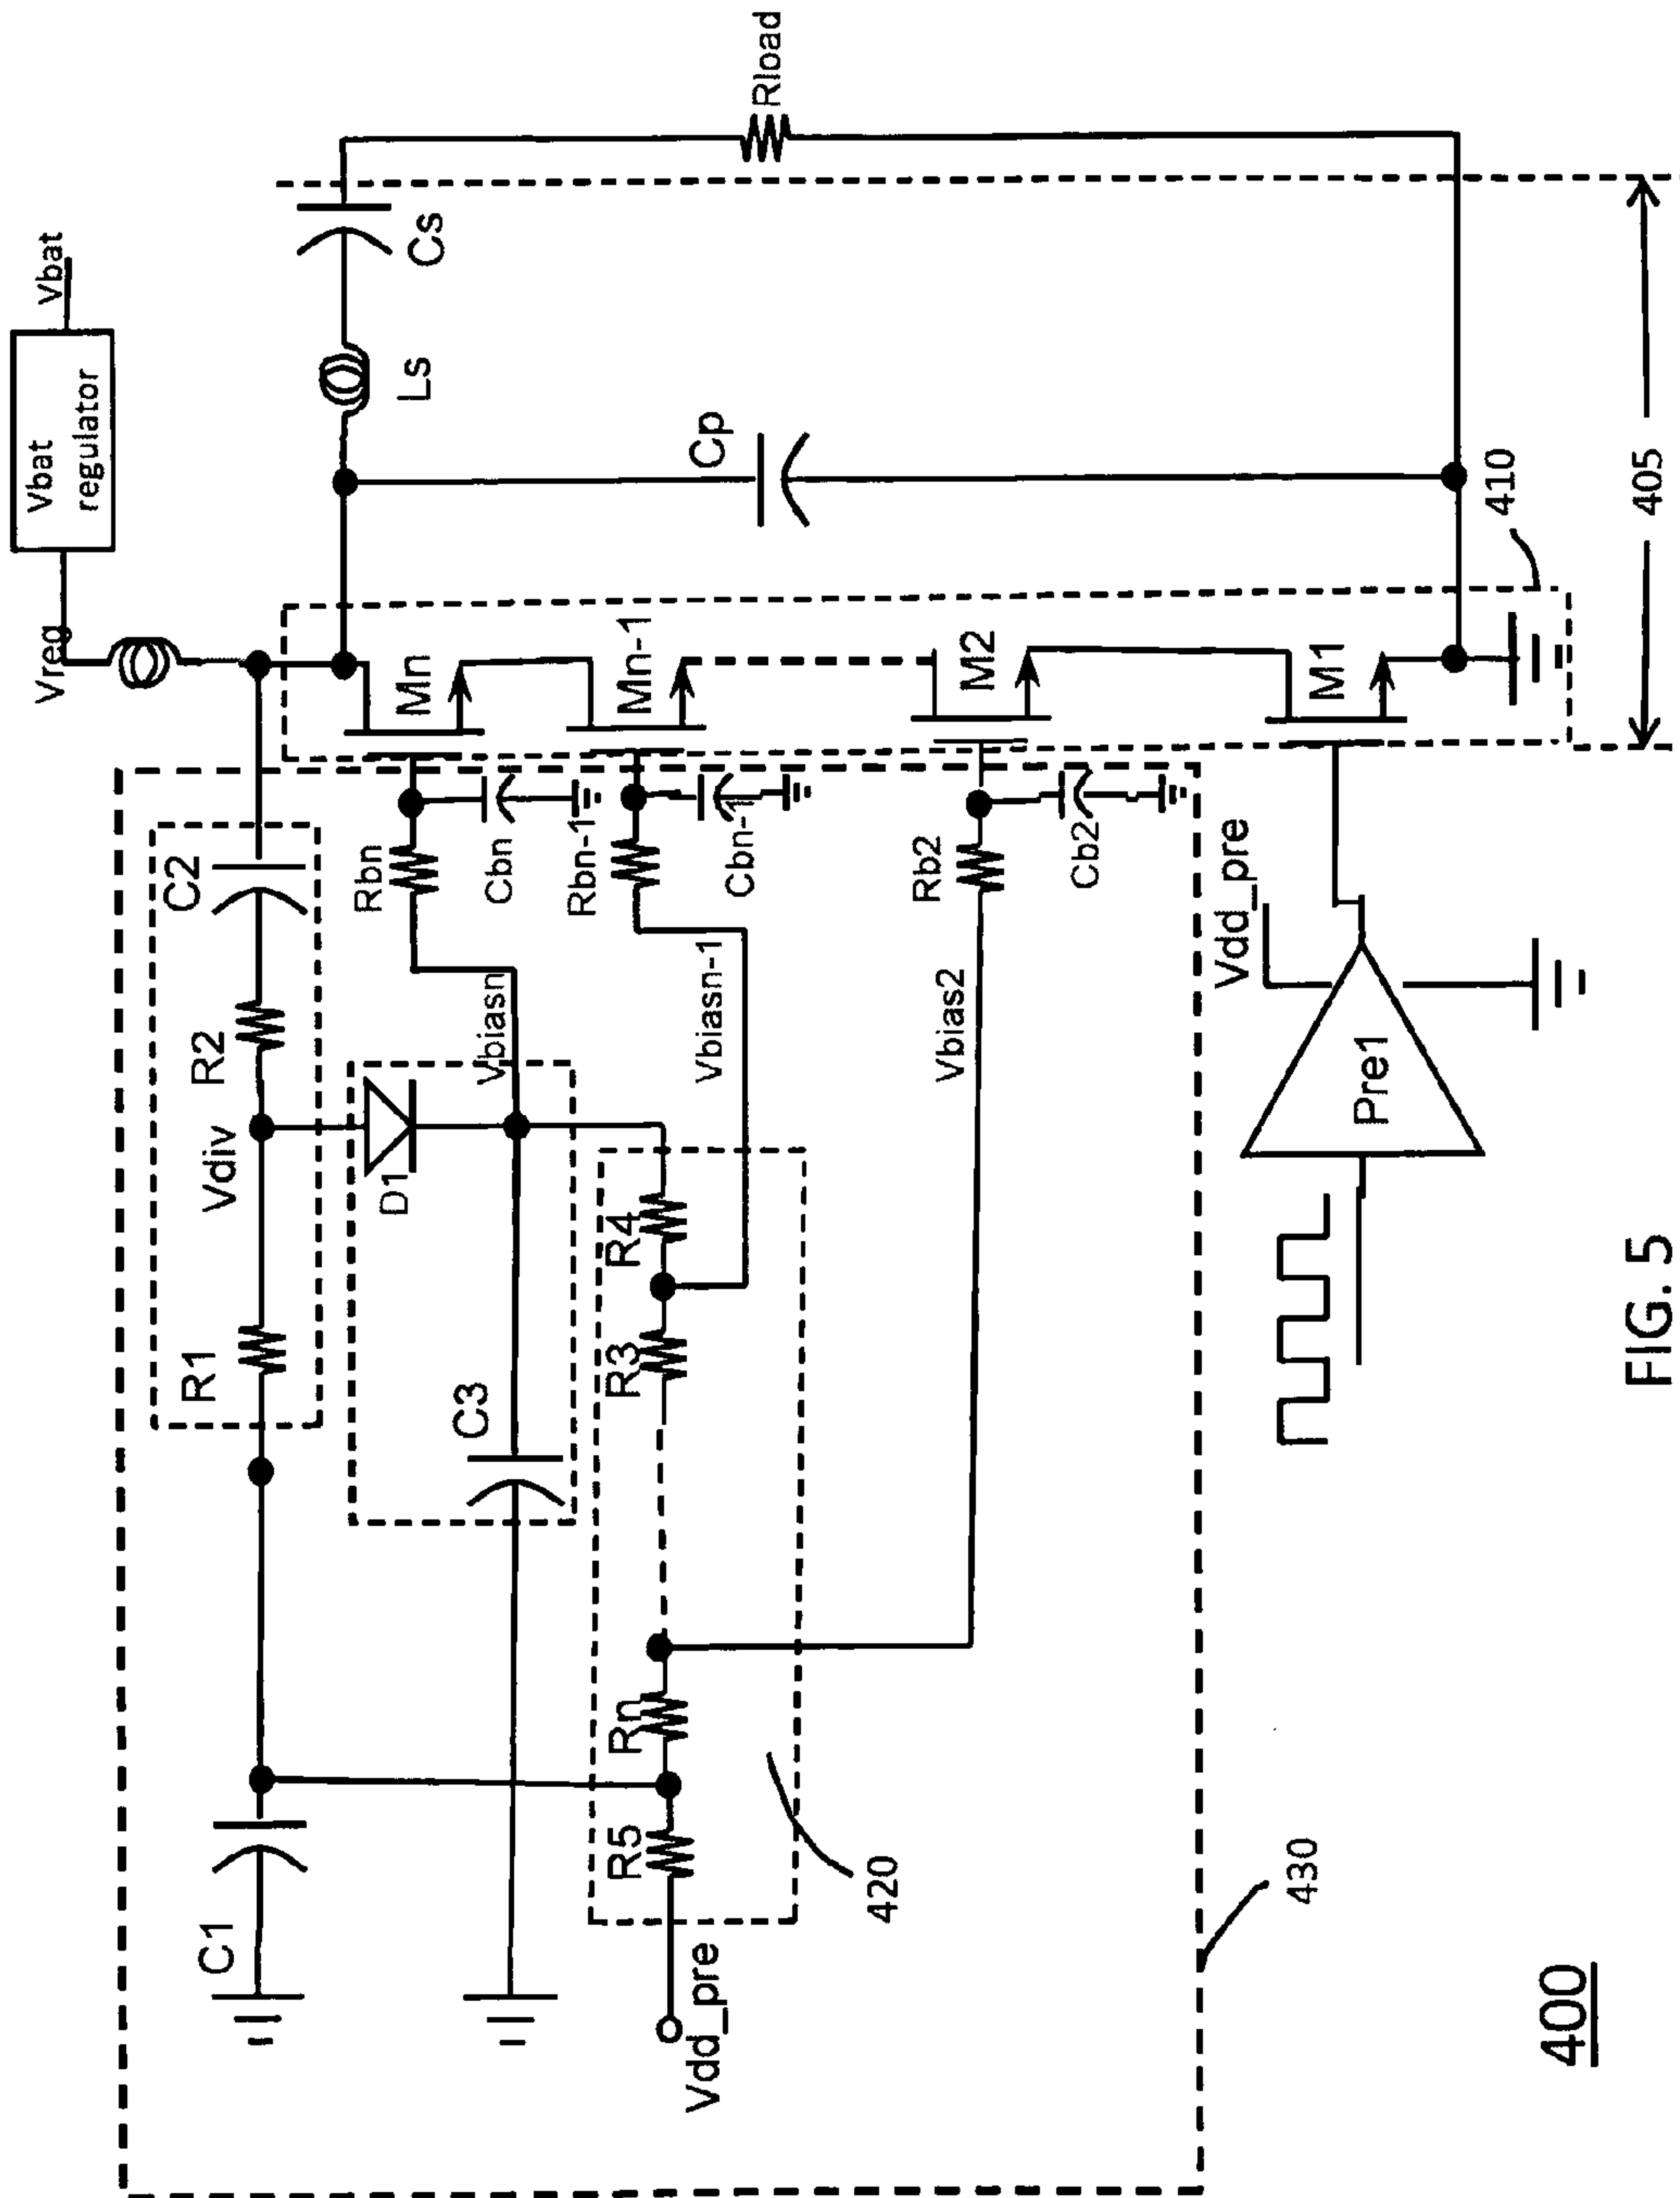 Vbat
Vbat
regulator
Vreg
Rload
Cs
Ls
Cp
410
405
Mn
Mn-1
M2
M1
C2
R2
Vdiv
R1
C1
Rbn
Cbn
Rbn-1
Cbn-1
Rb2
Cb2
Vbiasn
Vbiasn-1
Vbias2
D1
C3
R4
R3
Rn
R5
Vdd_pre
420
430
Vdd_pre
Pre1
FIG. 5
400